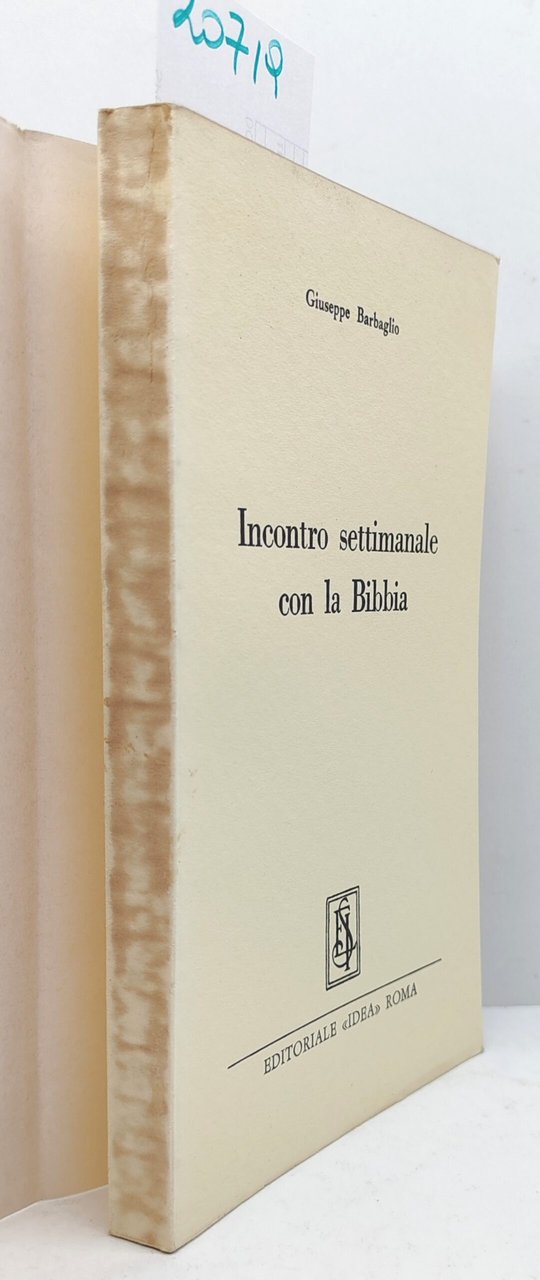 20719
Giuseppe Barbaglio
Incontro settimanale
con la Bibbia
EDITORIALE «IDEA» ROMA